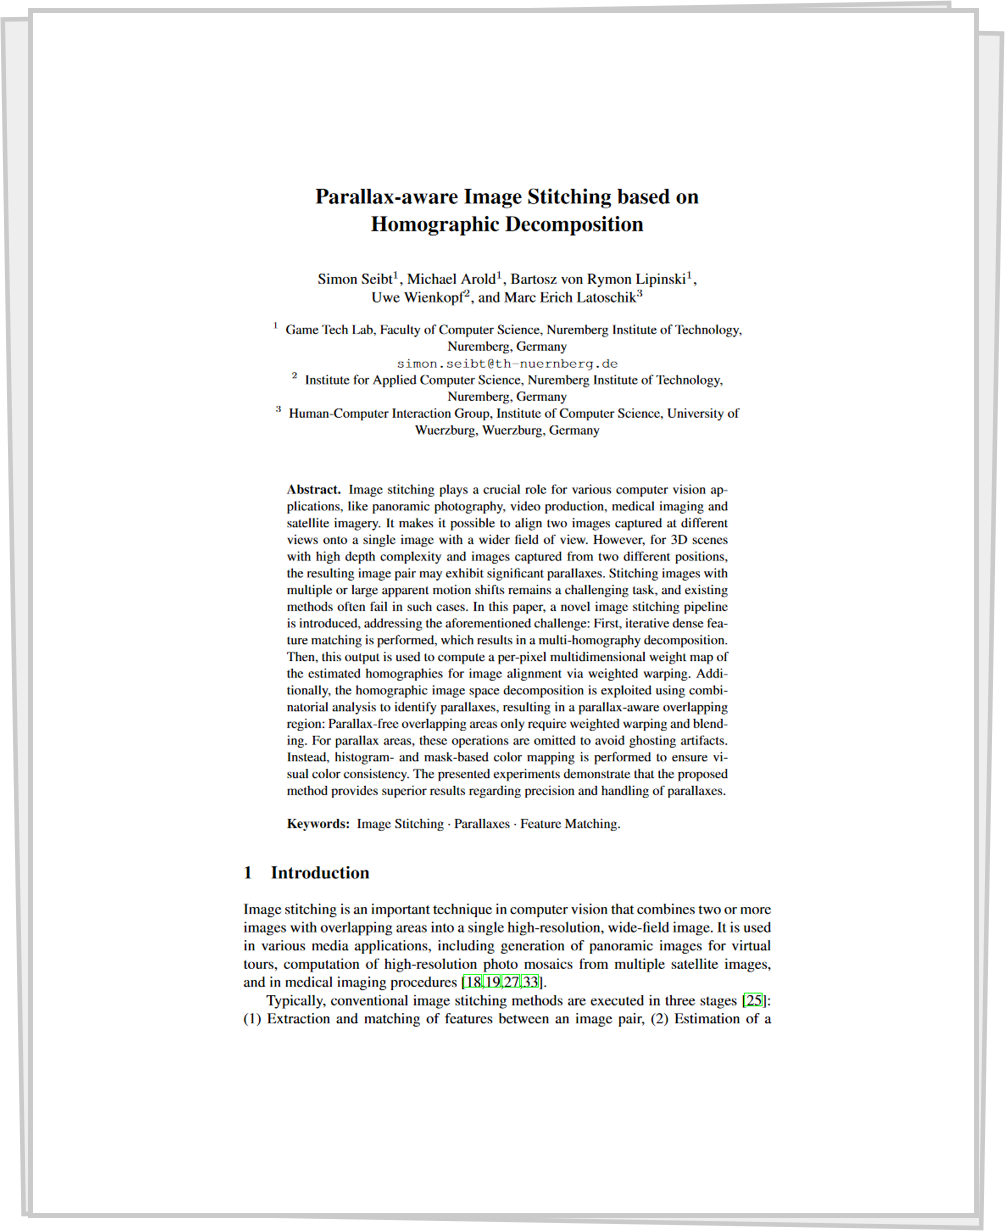 Parallax-aware Image Stitching based on
Homographic Decomposition
Simon Seibt1, Michael Arold1, Bartosz von Rymon Lipinski1,
Uwe Wienkopf2, and Marc Erich Latoschik3
1 Game Tech Lab, Faculty of Computer Science, Nuremberg Institute of Technology,
Nuremberg, Germany
simon.seibt@th-nuernberg.de
2 Institute for Applied Computer Science, Nuremberg Institute of Technology,
Nuremberg, Germany
3 Human-Computer Interaction Group, Institute of Computer Science, University of
Wuerzburg, Wuerzburg, Germany
Abstract. Image stitching plays a crucial role for various computer vision ap-
plications, like panoramic photography, video production, medical imaging and
satellite imagery. It makes it possible to align two images captured at different
views onto a single image with a wider field of view. However, for 3D scenes
with high depth complexity and images captured from two different positions,
the resulting image pair may exhibit significant parallaxes. Stitching images with
multiple or large apparent motion shifts remains a challenging task, and existing
methods often fail in such cases. In this paper, a novel image stitching pipeline
is introduced, addressing the aforementioned challenge: First, iterative dense fea-
ture matching is performed, which results in a multi-homography decomposition.
Then, this output is used to compute a per-pixel multidimensional weight map of
the estimated homographies for image alignment via weighted warping. Addi-
tionally, the homographic image space decomposition is exploited using combi-
natorial analysis to identify parallaxes, resulting in a parallax-aware overlapping
region: Parallax-free overlapping areas only require weighted warping and blend-
ing. For parallax areas, these operations are omitted to avoid ghosting artifacts.
Instead, histogram- and mask-based color mapping is performed to ensure vi-
sual color consistency. The presented experiments demonstrate that the proposed
method provides superior results regarding precision and handling of parallaxes.
Keywords: Image Stitching · Parallaxes · Feature Matching.
1 Introduction
Image stitching is an important technique in computer vision that combines two or more
images with overlapping areas into a single high-resolution, wide-field image. It is used
in various media applications, including generation of panoramic images for virtual
tours, computation of high-resolution photo mosaics from multiple satellite images,
and in medical imaging procedures [18,19,27,33].
Typically, conventional image stitching methods are executed in three stages [25]:
(1) Extraction and matching of features between an image pair, (2) Estimation of a